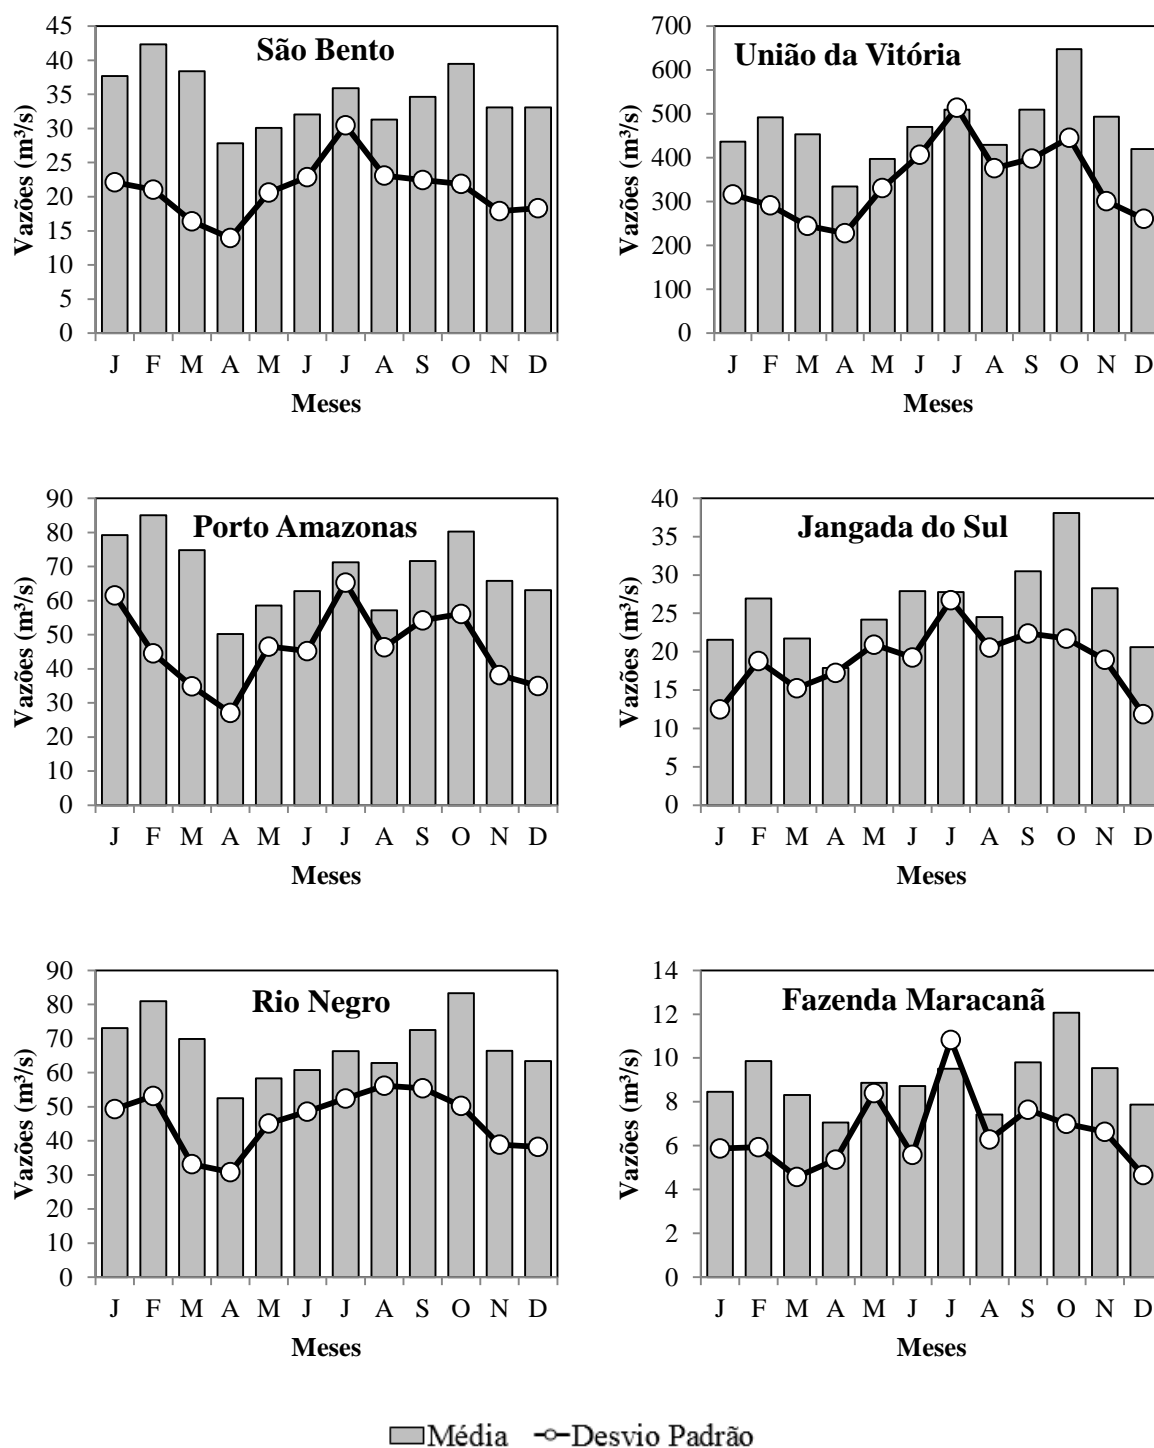 São Bento
Vazões (m³/s)
45
40
35
30
25
20
15
10
5
0
J F M A M J J A S O N D
Meses
União da Vitória
Vazões (m³/s)
700
600
500
400
300
200
100
0
J F M A M J J A S O N D
Meses
Porto Amazonas
Vazões (m³/s)
90
80
70
60
50
40
30
20
10
0
J F M A M J J A S O N D
Meses
Jangada do Sul
Vazões (m³/s)
40
35
30
25
20
15
10
5
0
J F M A M J J A S O N D
Meses
Rio Negro
Vazões (m³/s)
90
80
70
60
50
40
30
20
10
0
J F M A M J J A S O N D
Meses
Fazenda Maracanã
Vazões (m³/s)
14
12
10
8
6
4
2
0
J F M A M J J A S O N D
Meses
Média Desvio Padrão